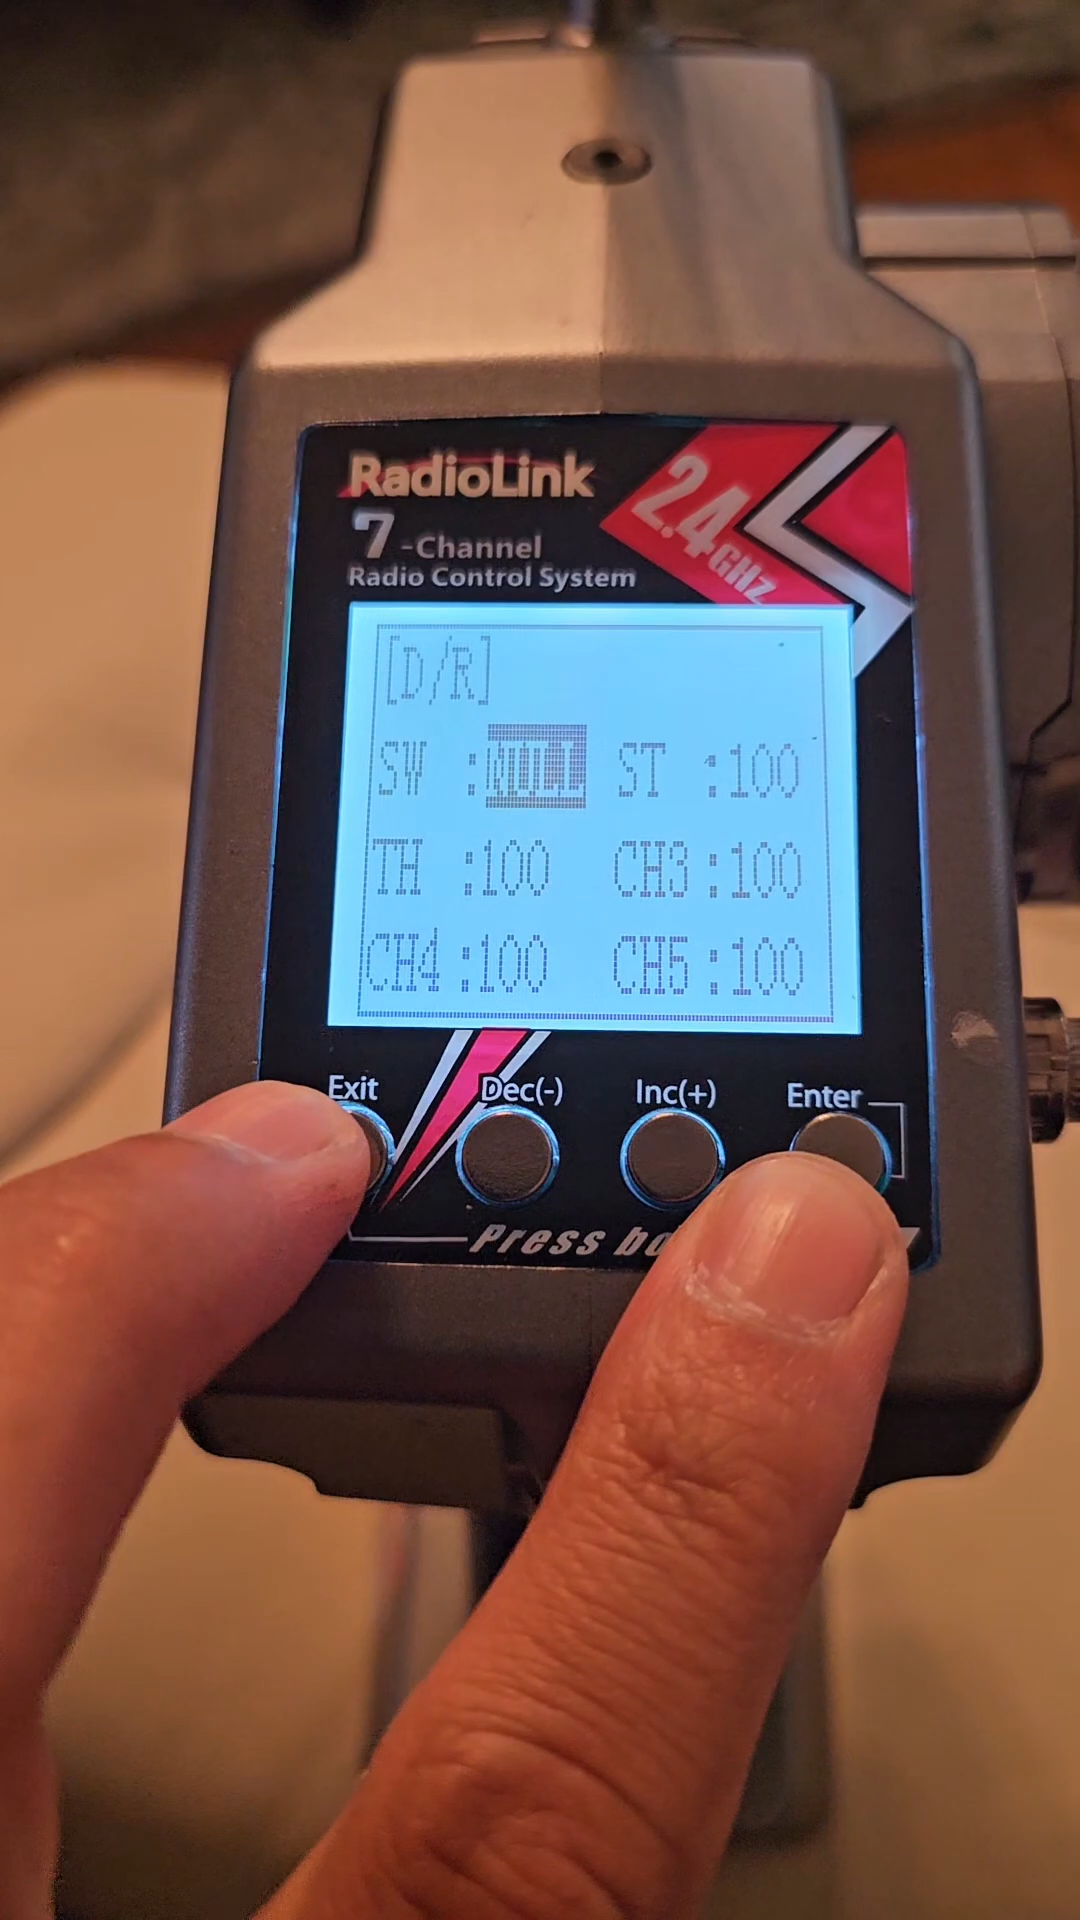 RadioLink
7-Channel
Radio Control System
2.4GHz
[D/R]
SW :NULL ST :100
TH :100 CH3:100
CH4:100 CH5:100
Exit Dec(-) Inc(+) Enter
Press